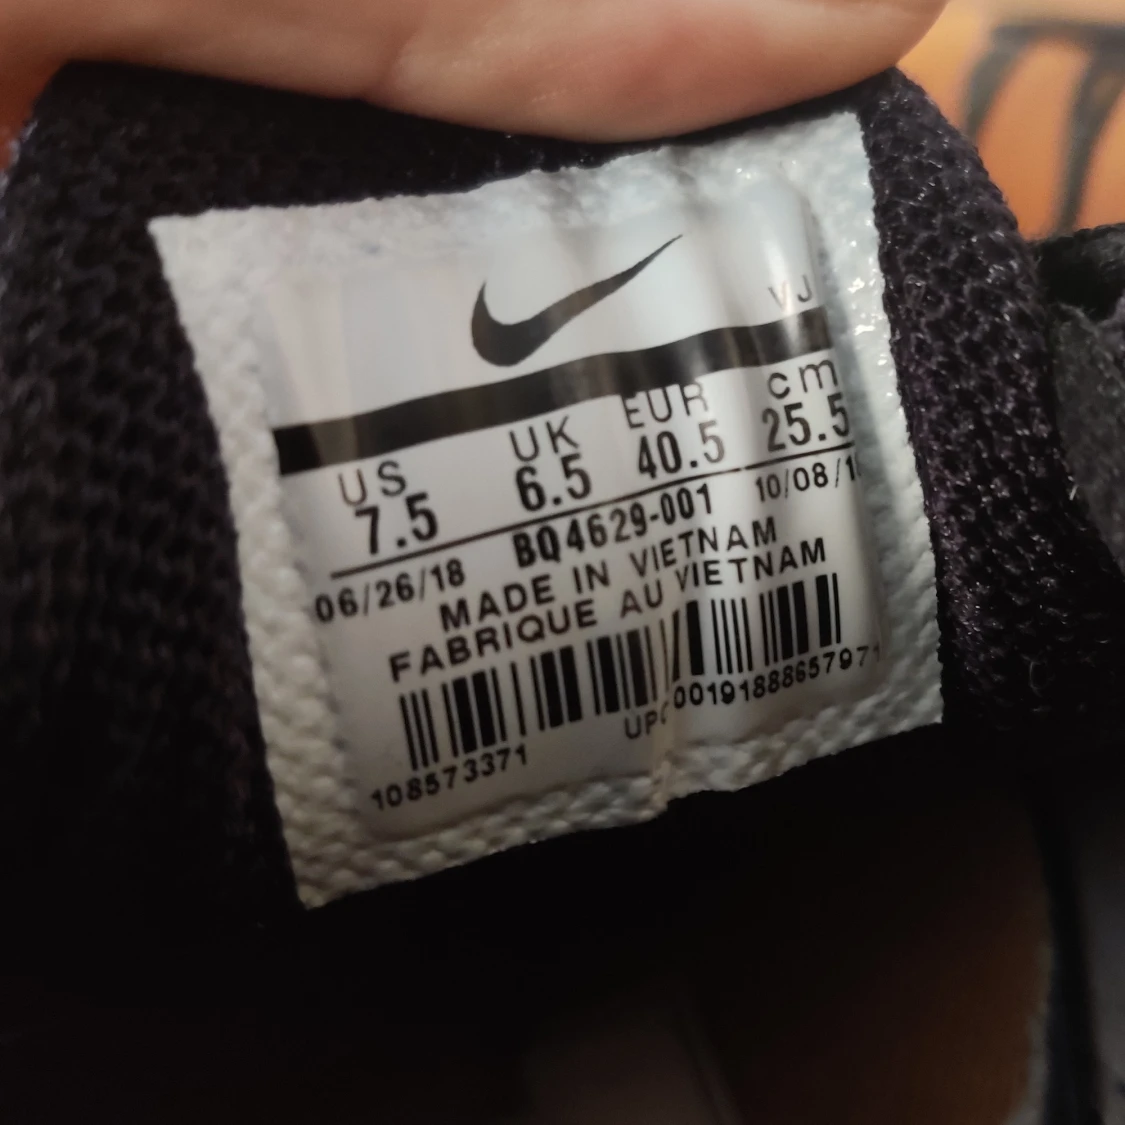 VJ
US UK EUR cm
7.5 6.5 40.5 25.5
06/26/18 BQ4629-001 10/08/1
MADE IN VIETNAM
FABRIQUE AU VIETNAM
108573371 UPC 00191888657971